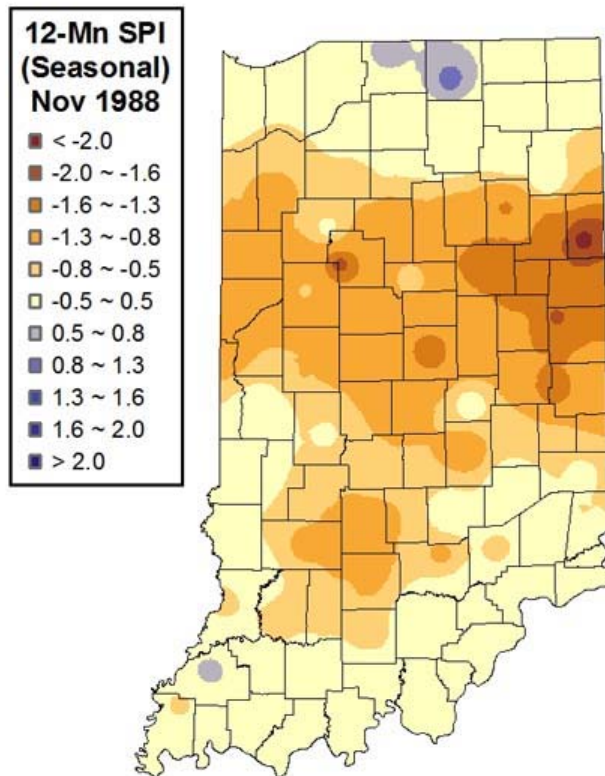 12-Mn SPI
(Seasonal)
Nov 1988
< -2.0
-2.0 ~ -1.6
-1.6 ~ -1.3
-1.3 ~ -0.8
-0.8 ~ -0.5
-0.5 ~ 0.5
0.5 ~ 0.8
0.8 ~ 1.3
1.3 ~ 1.6
1.6 ~ 2.0
> 2.0